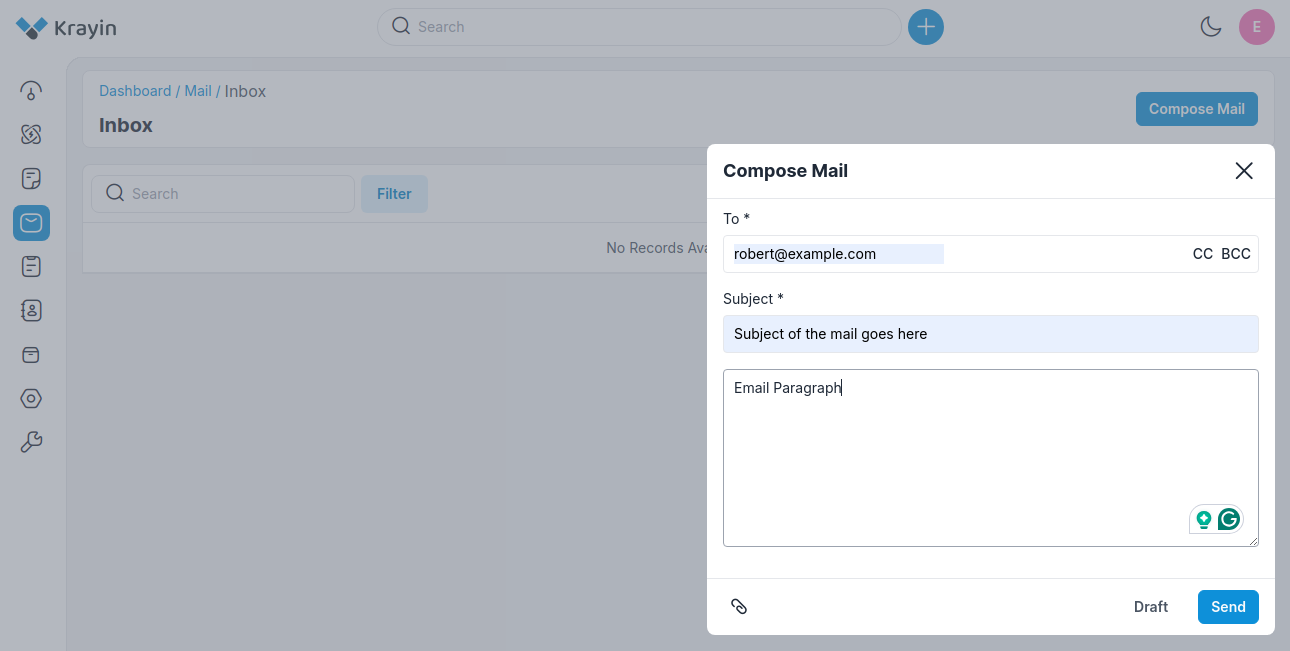 Krayin
Search
E
Dashboard / Mail / Inbox
Inbox
Compose Mail
Search
Filter
No Records
Compose Mail
To *
robert@example.com
CC BCC
Subject *
Subject of the mail goes here
Email Paragraph
Draft
Send